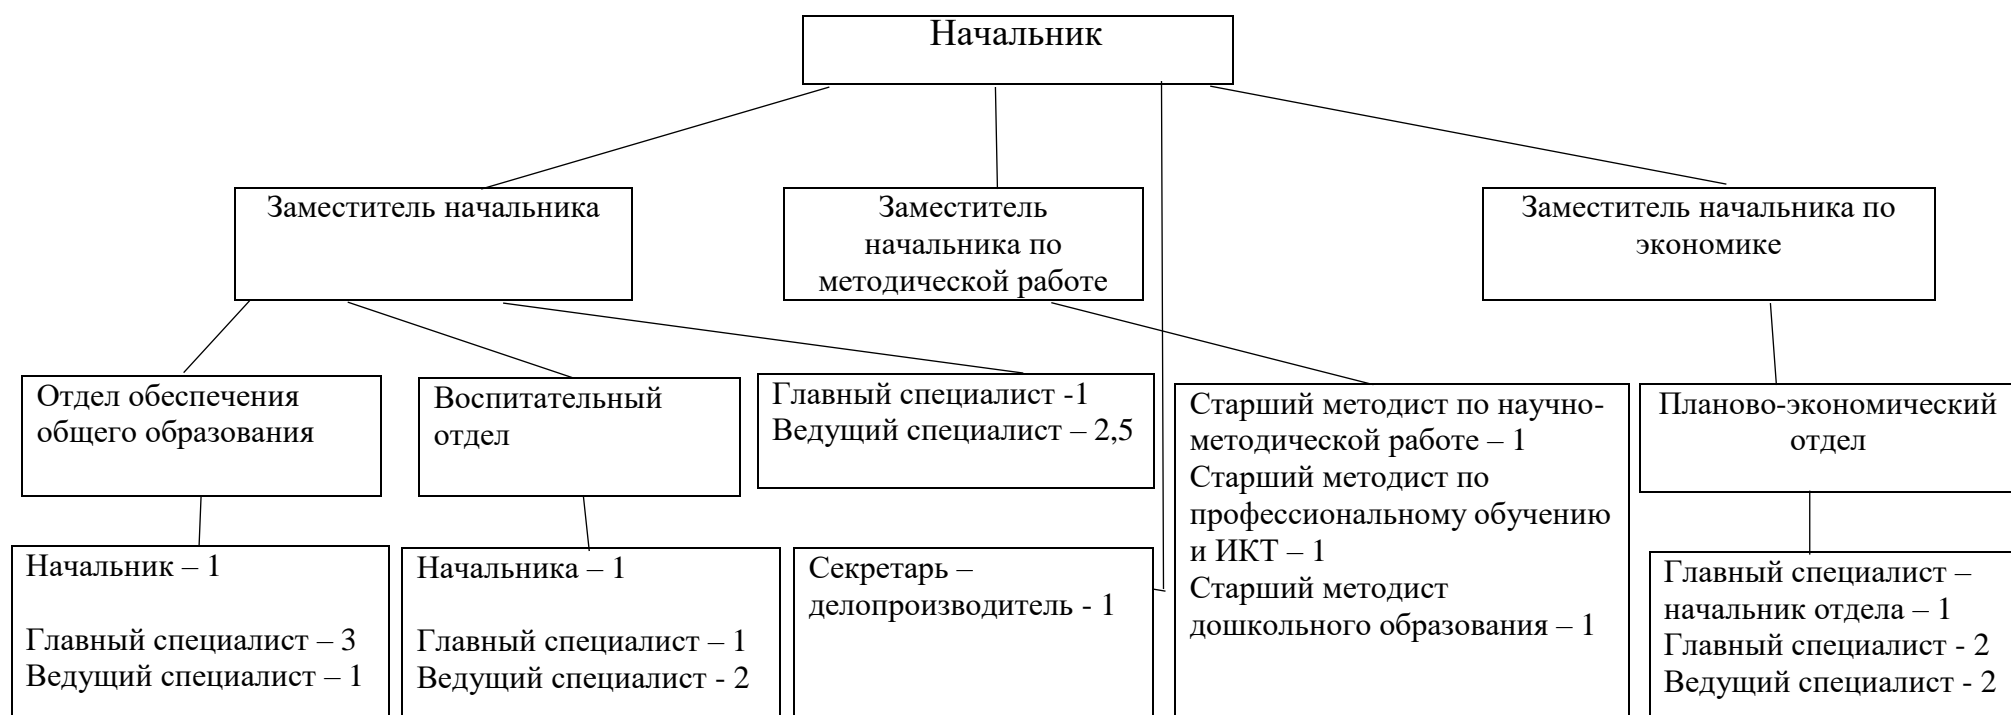 Начальник
Заместитель начальника
Заместитель
начальника по
методической работе
Заместитель начальника по
экономике
Отдел обеспечения
общего образования
Воспитательный
отдел
Главный специалист -1
Ведущий специалист – 2,5
Старший методист по научно-
методической работе – 1
Старший методист по
профессиональному обучению
и ИКТ – 1
Старший методист
дошкольного образования – 1
Планово-экономический
отдел
Начальник – 1
Главный специалист – 3
Ведущий специалист – 1
Начальника – 1
Главный специалист – 1
Ведущий специалист - 2
Секретарь –
делопроизводитель - 1
Главный специалист –
начальник отдела – 1
Главный специалист - 2
Ведущий специалист - 2